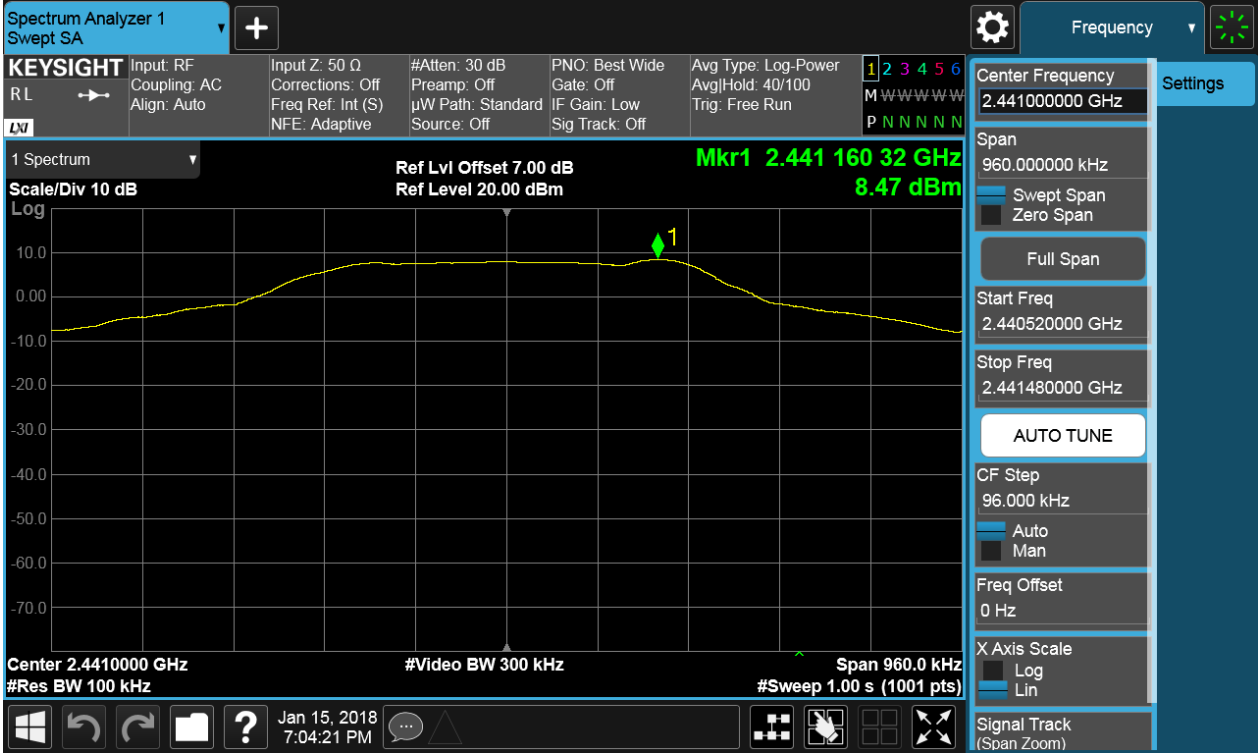 Spectrum Analyzer 1
Swept SA
Frequency
KEYSIGHT
R L
LXI
Input: RF
Coupling: AC
Align: Auto
Input Z: 50 Ω
Corrections: Off
Freq Ref: Int (S)
NFE: Adaptive
#Atten: 30 dB
Preamp: Off
µW Path: Standard
Source: Off
PNO: Best Wide
Gate: Off
IF Gain: Low
Sig Track: Off
Avg Type: Log-Power
Avg|Hold: 40/100
Trig: Free Run
1 2 3 4 5 6
M W W W W W
P N N N N N
1 Spectrum
Scale/Div 10 dB
Ref Lvl Offset 7.00 dB
Ref Level 20.00 dBm
Mkr1 2.441 160 32 GHz
8.47 dBm
Log
1
10.0
0.00
-10.0
-20.0
-30.0
-40.0
-50.0
-60.0
-70.0
Center 2.4410000 GHz
#Video BW 300 kHz
Span 960.0 kHz
#Res BW 100 kHz
#Sweep 1.00 s (1001 pts)
Center Frequency
2.441000000 GHz
Span
960.000000 kHz
Swept Span
Zero Span
Full Span
Start Freq
2.440520000 GHz
Stop Freq
2.441480000 GHz
AUTO TUNE
CF Step
96.000 kHz
Auto
Man
Freq Offset
0 Hz
X Axis Scale
Log
Lin
Signal Track
(Span Zoom)
Settings
?
Jan 15, 2018
7:04:21 PM